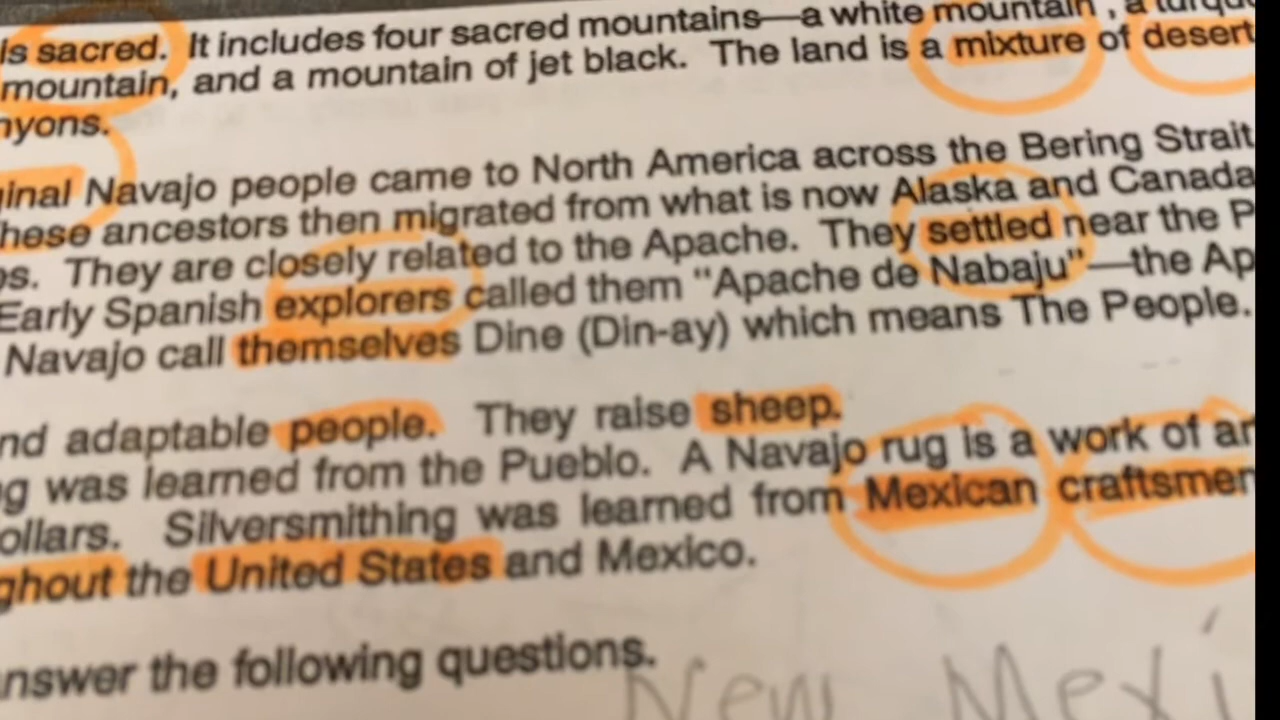 is sacred. It includes four sacred mountains—a white mountain , a
mountain, and a mountain of jet black. The land is a mixture of desert
nyons.
ginal Navajo people came to North America across the Bering Strait
hese ancestors then migrated from what is now Alaska and Canada
os. They are closely related to the Apache. They settled near the P
Early Spanish explorers called them “Apache de Nabaju”—the Ap
Navajo call themselves Dine (Din-ay) which means The People.
nd adaptable people. They raise sheep.
g was learned from the Pueblo. A Navajo rug is a work of ar
ollars. Silversmithing was learned from Mexican craftsmen
ghout the United States and Mexico.
nswer the following questions.
New Mexi